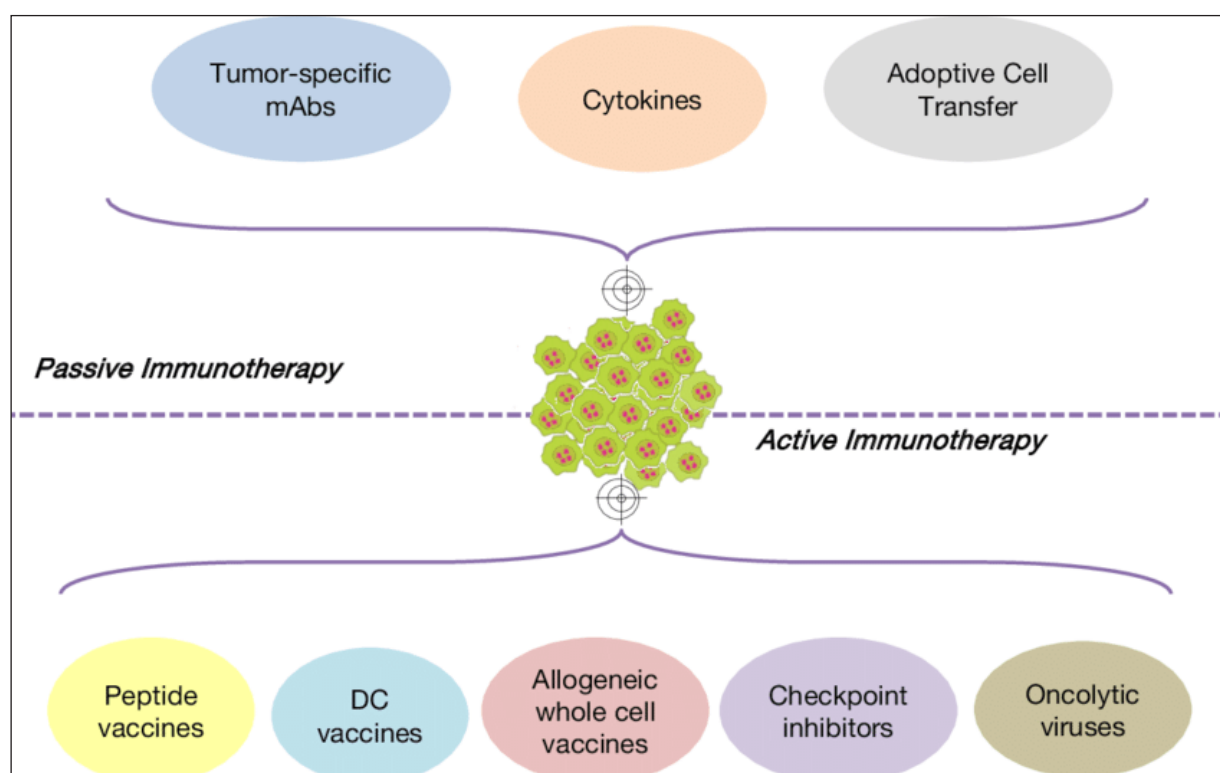 Tumor-specific
mAbs
Cytokines
Adoptive Cell
Transfer
Passive Immunotherapy
Active Immunotherapy
Peptide
vaccines
DC
vaccines
Allogeneic
whole cell
vaccines
Checkpoint
inhibitors
Oncolytic
viruses